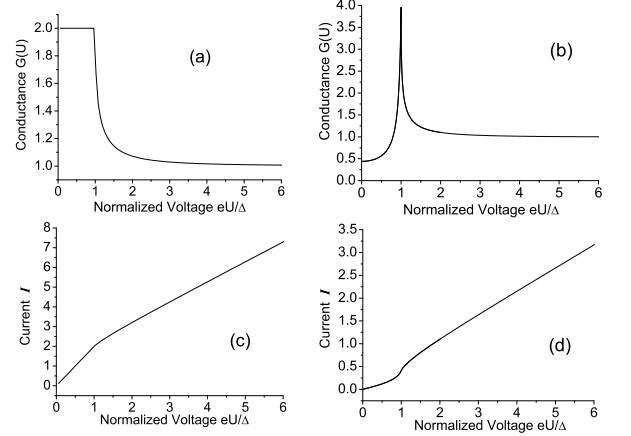 2.0
1.8
1.6
1.4
1.2
1.0
Conductance G(U)
(a)
0 1 2 3 4 5 6
Normalized Voltage eU/Δ
4.0
3.5
3.0
2.5
2.0
1.5
1.0
0.5
0.0
Conductance G(U)
(b)
0 1 2 3 4 5 6
Normalized Voltage eU/Δ
8
7
6
5
4
3
2
1
0
Current I
(c)
0 1 2 3 4 5 6
Normalized Voltage eU/Δ
3.5
3.0
2.5
2.0
1.5
1.0
0.5
0.0
Current I
(d)
0 1 2 3 4 5 6
Normalized Voltage eU/Δ